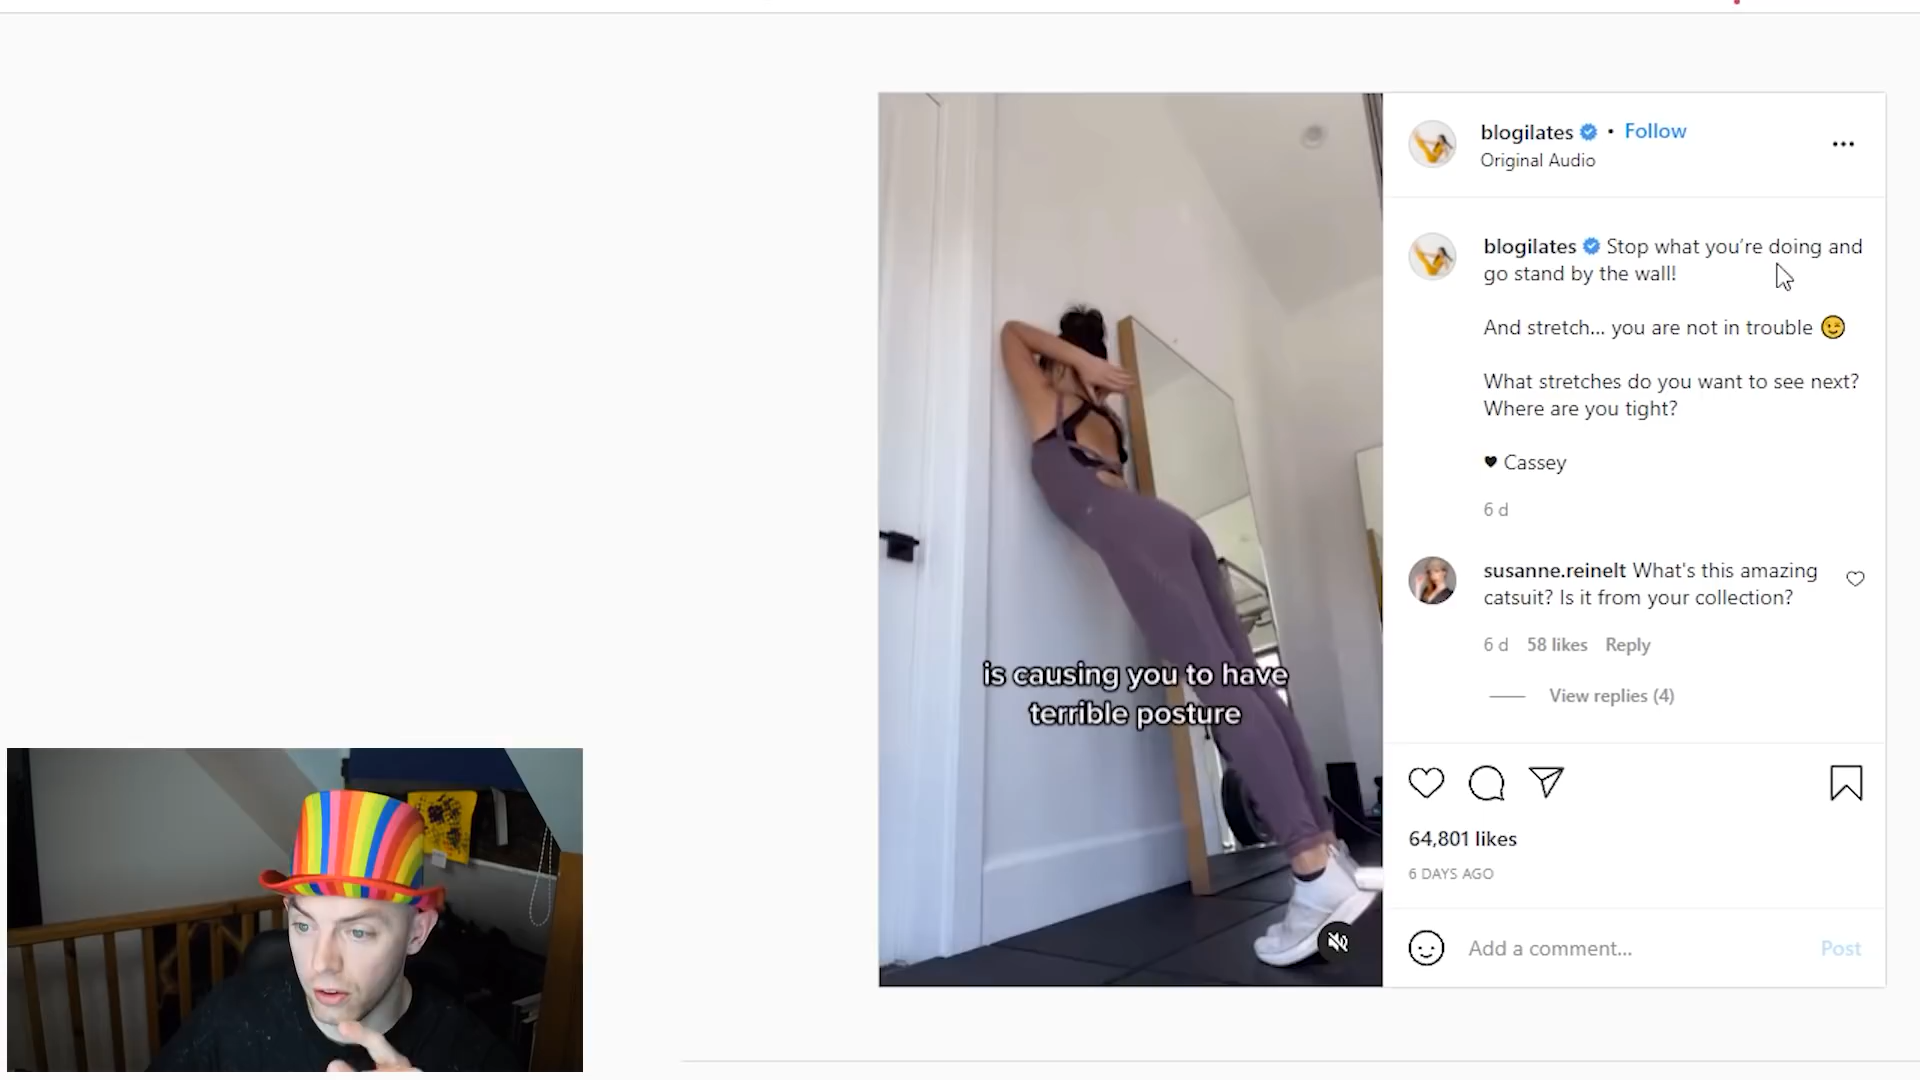 blogilates • Follow
Original Audio
blogilates Stop what you're doing and
go stand by the wall!
And stretch... you are not in trouble 😉
What stretches do you want to see next?
Where are you tight?
♥ Cassey
6 d
susanne.reinelt What's this amazing
catsuit? Is it from your collection?
6 d 58 likes Reply
View replies (4)
is causing you to have
terrible posture
64,801 likes
6 DAYS AGO
Add a comment... Post